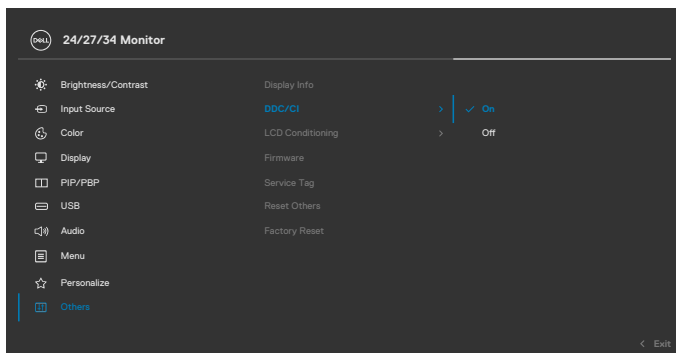 DELL 24/27/34 Monitor
Brightness/Contrast
Input Source
Color
Display
PIP/PBP
USB
Audio
Menu
Personalize
Others
Display Info
DDC/CI
LCD Conditioning
Firmware
Service Tag
Reset Others
Factory Reset
On
Off
Exit